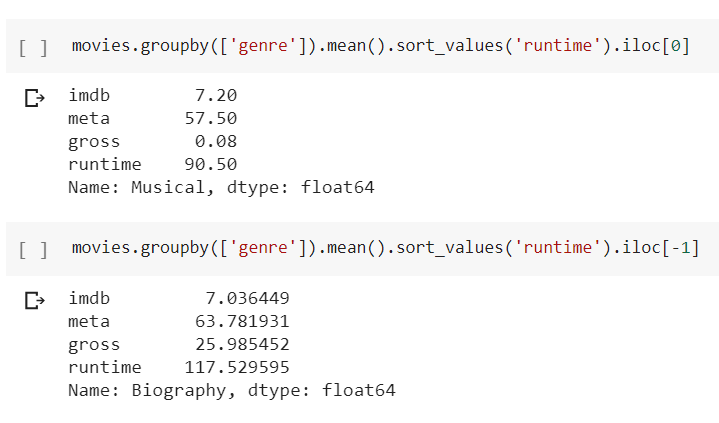 [ ] movies.groupby(['genre']).mean().sort_values('runtime').iloc[0]
imdb 7.20
meta 57.50
gross 0.08
runtime 90.50
Name: Musical, dtype: float64
[ ] movies.groupby(['genre']).mean().sort_values('runtime').iloc[-1]
imdb 7.036449
meta 63.781931
gross 25.985452
runtime 117.529595
Name: Biography, dtype: float64